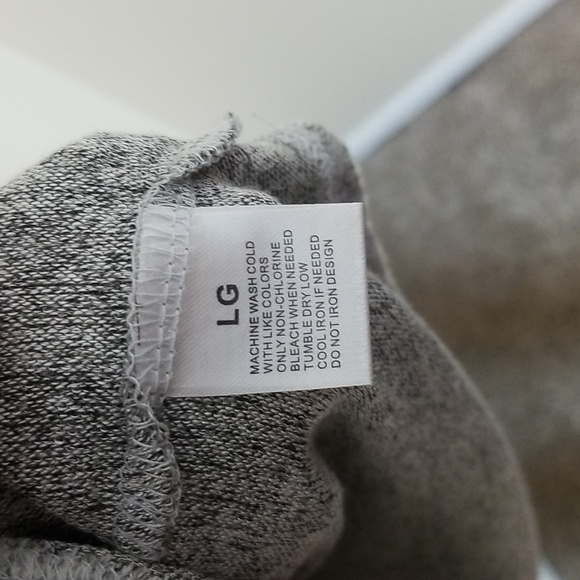 LG
MACHINE WASH COLD
WITH LIKE COLORS
ONLY NON-CHLORINE
BLEACH WHEN NEEDED
TUMBLE DRY LOW
COOL IRON IF NEEDED
DO NOT IRON DESIGN